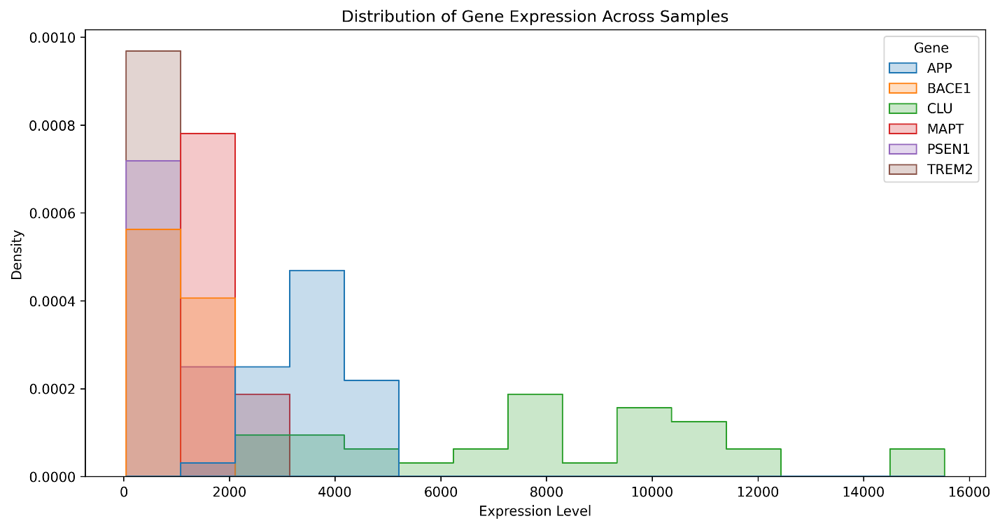 Distribution of Gene Expression Across Samples
0.0010
0.0008
0.0006
0.0004
0.0002
0.0000
Density
0
2000
4000
6000
8000
10000
12000
14000
16000
Expression Level
Gene
APP
BACE1
CLU
MAPT
PSEN1
TREM2